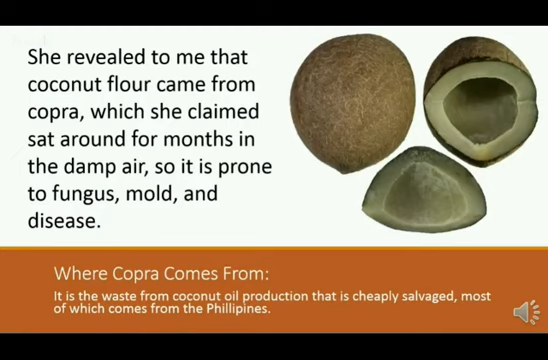 She revealed to me that
coconut flour came from
copra, which she claimed
sat around for months in
the damp air, so it is prone
to fungus, mold, and
disease.
Where Copra Comes From:
It is the waste from coconut oil production that is cheaply salvaged, most
of which comes from the Phillipines.